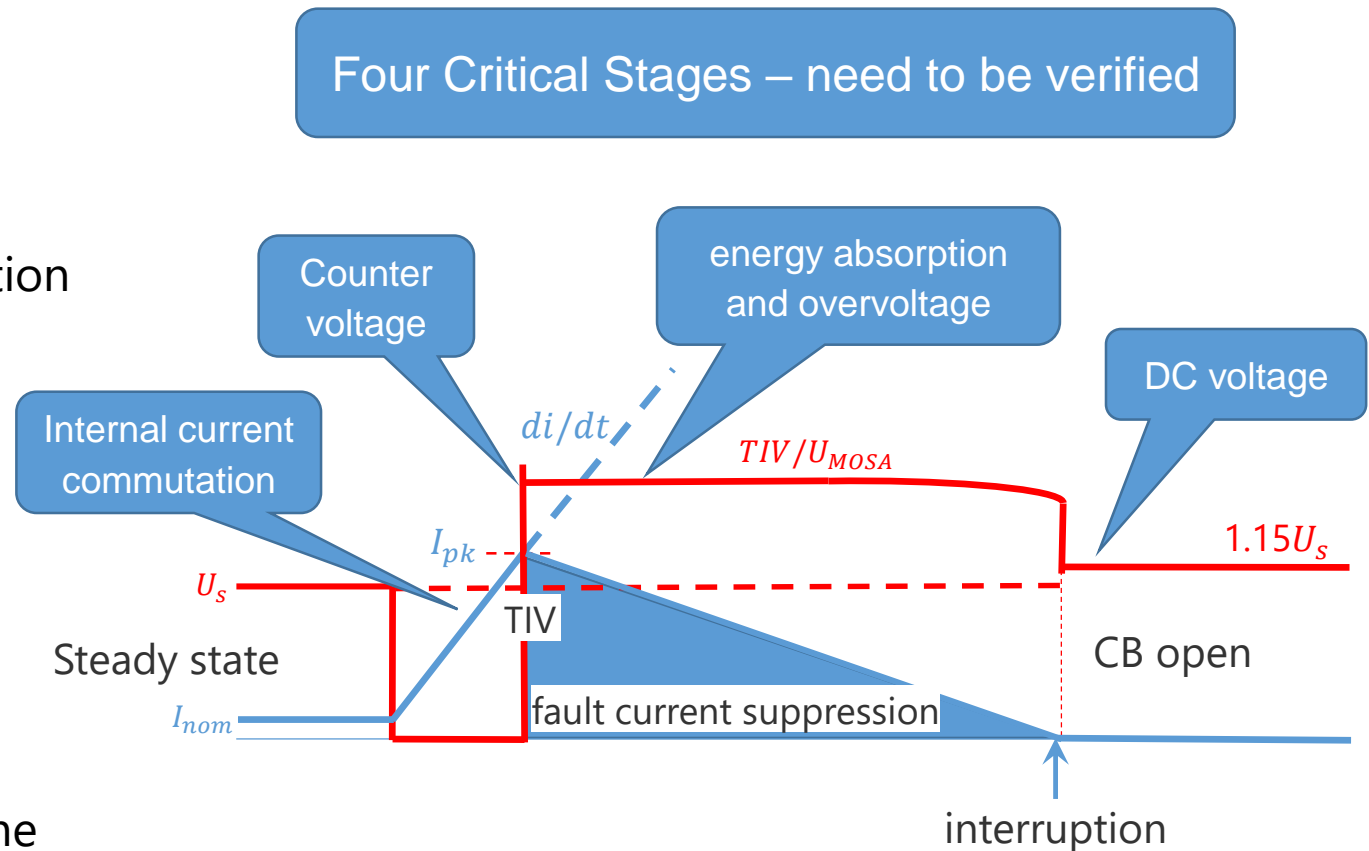 Four Critical Stages – need to be verified
tion
Counter
voltage
energy absorption
and overvoltage
DC voltage
Internal current
commutation
di/dt
TIV/U_MOSA
I_pk
1.15U_s
U_s
TIV
Steady state
CB open
I_nom
fault current suppression
ne
interruption